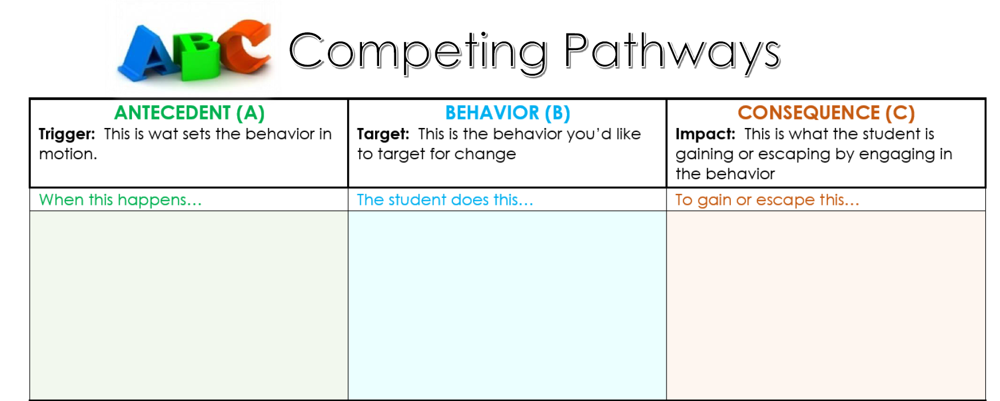 ABC Competing Pathways
ANTECEDENT (A)
Trigger: This is wat sets the behavior in
motion.
BEHAVIOR (B)
Target: This is the behavior you'd like
to target for change
CONSEQUENCE (C)
Impact: This is what the student is
gaining or escaping by engaging in
the behavior
When this happens…
The student does this…
To gain or escape this…